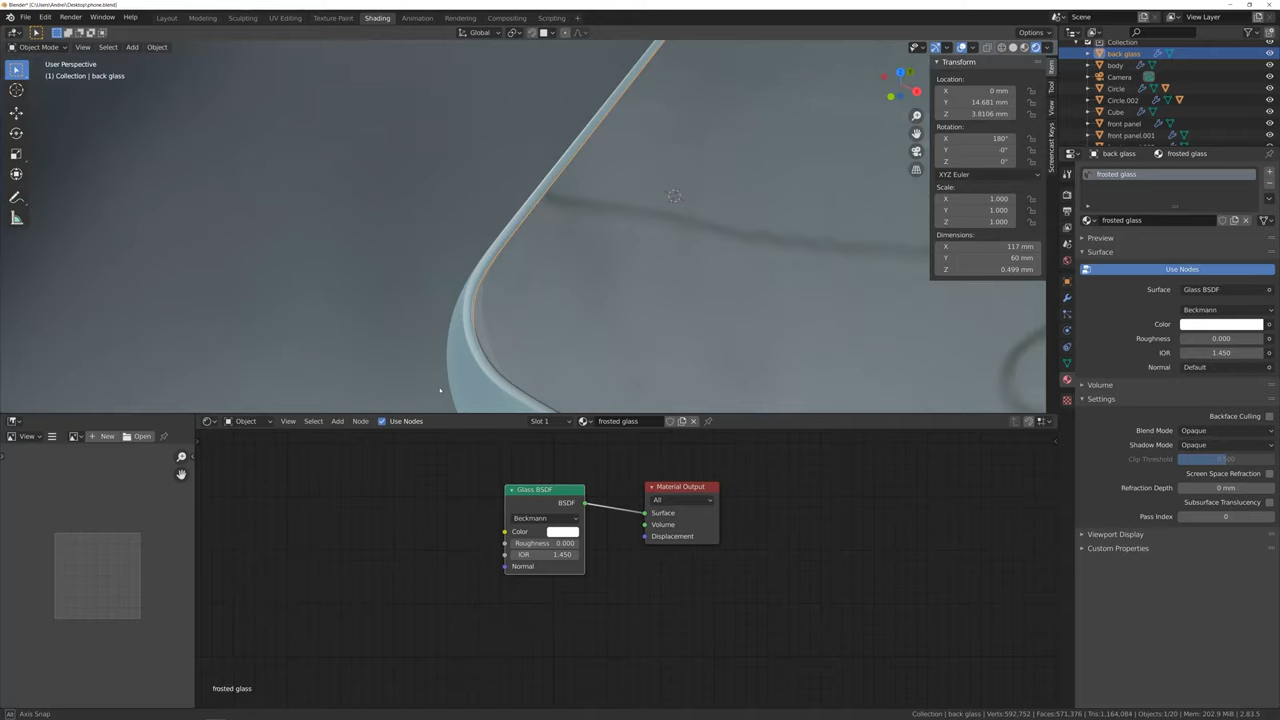 Blender* [C:\Users\Andrei\Desktop\phone.blend]
File Edit Render Window Help Layout Modeling Sculpting UV Editing Texture Paint Shading Animation Rendering Compositing Scripting Scene View Layer
Global Options
Object Mode View Select Add Object
User Perspective
(1) Collection | back glass
Transform
Location:
X 0 mm
Y 14.681 mm
Z 3.8106 mm
Rotation:
X 180°
Y -0°
Z 0°
XYZ Euler
Scale:
X 1.000
Y 1.000
Z 1.000
Dimensions:
X 117 mm
Y 60 mm
Z 0.499 mm
Item
Tool
View
Screencast Keys
Collection
back glass
body
Camera
Circle
Circle.002
Cube
front panel
front panel.001
back glass frosted glass
frosted glass
frosted glass
Preview
Surface
Use Nodes
Surface Glass BSDF
Beckmann
Color
Roughness 0.000
IOR 1.450
Normal Default
Volume
Settings
Backface Culling
Blend Mode Opaque
Shadow Mode Opaque
Clip Threshold 0.500
Screen Space Refraction
Refraction Depth 0 mm
Subsurface Translucency
Pass Index 0
Viewport Display
Custom Properties
View New Open
Object View Select Add Node Use Nodes Slot 1 frosted glass
Glass BSDF
BSDF
Beckmann
Color
Roughness 0.000
IOR 1.450
Normal
Material Output
All
Surface
Volume
Displacement
frosted glass
Axis Snap
Collection | back glass | Verts:592,752 | Faces:571,376 | Tris:1,164,084 | Objects:1/20 | Mem: 202.9 MiB | 2.83.5